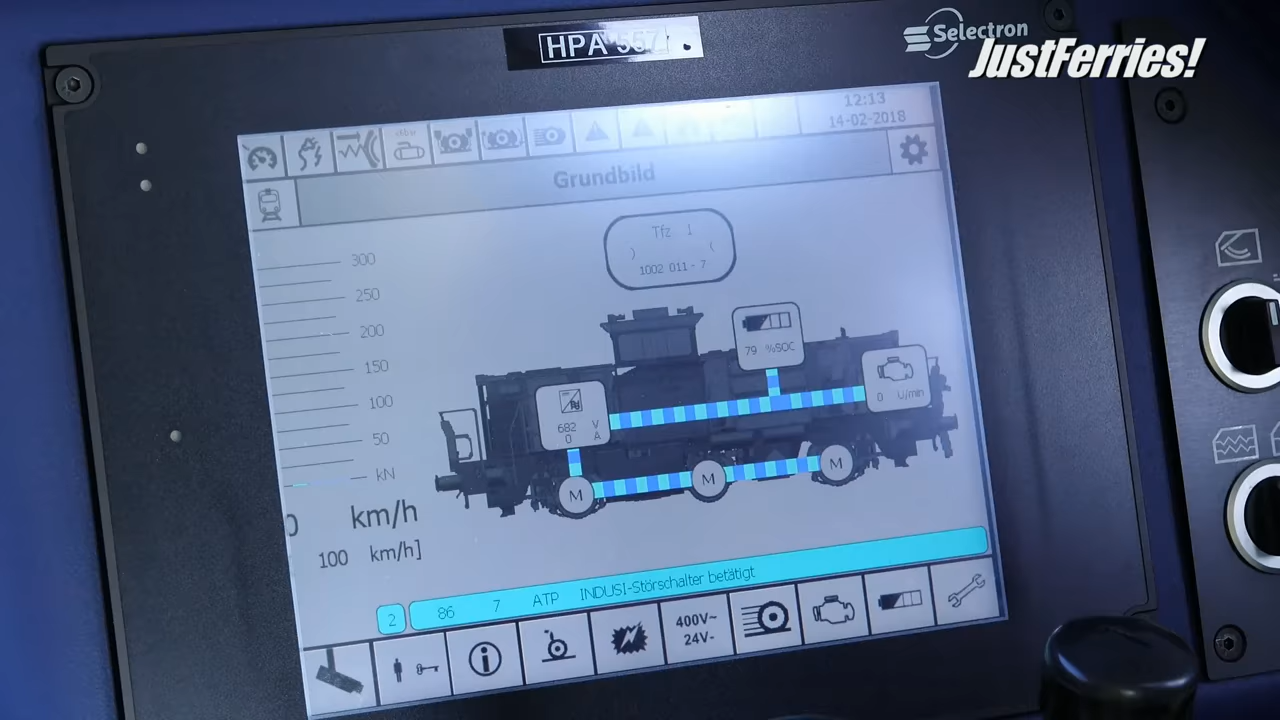 HPA 557
Selectron
JustFerries!
12:13
14-02-2018
Grundbild
Tfz 1
1002 011 - 7
300
250
200
150
100
50
kN
79 %SOC
0 U/min
682 V
0 A
M M M
0 km/h
100 km/h]
2 86 7 ATP INDUSI-Störschalter betätigt
400V~
24V-